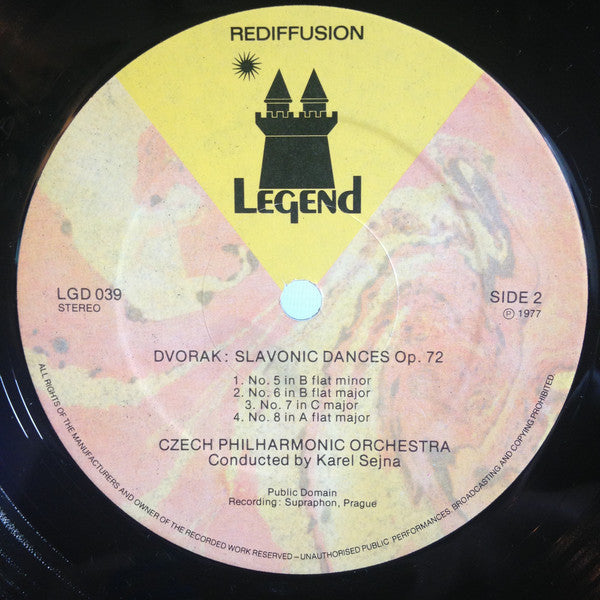 REDIFFUSION
LEGENd
LGD 039
STEREO
SIDE 2
Ⓟ 1977
DVORAK: SLAVONIC DANCES Op. 72
1. No. 5 in B flat minor
2. No. 6 in B flat major
3. No. 7 in C major
4. No. 8 in A flat major
CZECH PHILHARMONIC ORCHESTRA
Conducted by Karel Sejna
Public Domain
Recording: Supraphon, Prague
ALL RIGHTS OF THE MANUFACTURERS AND OWNER OF THE RECORDED WORK RESERVED – UNAUTHORISED PUBLIC PERFORMANCES, BROADCASTING AND COPYING PROHIBITED